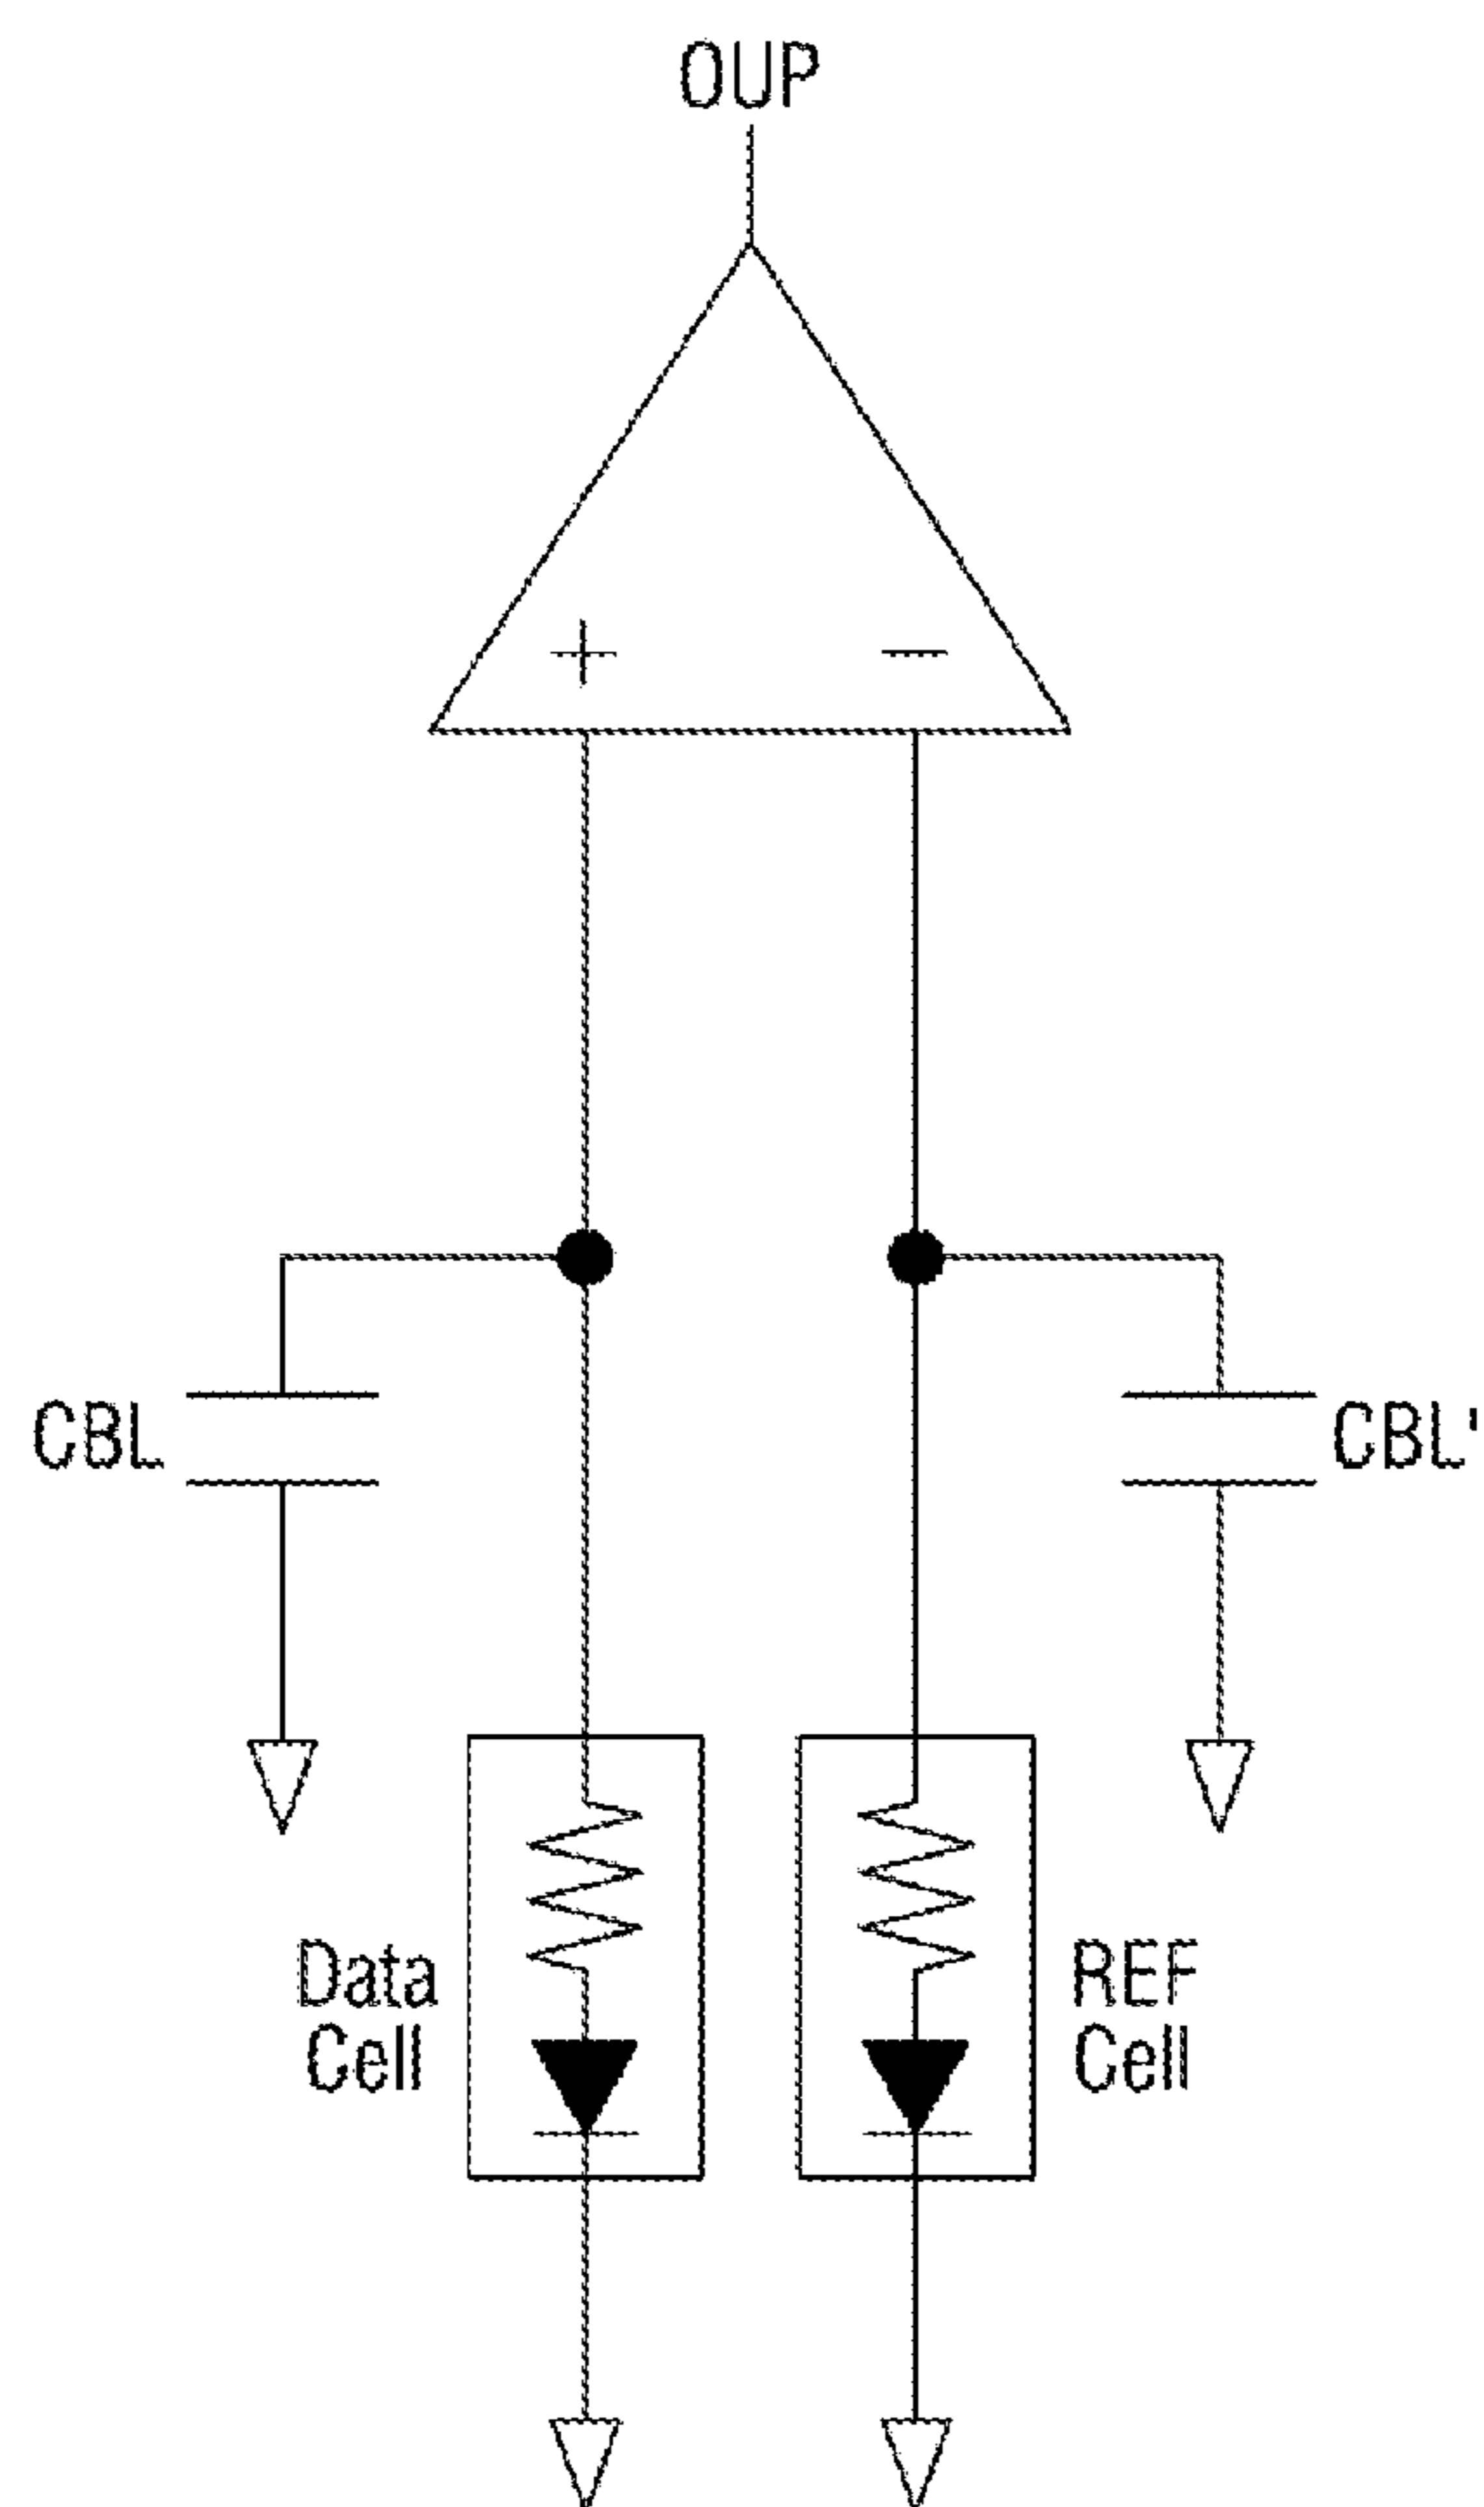 OUP
+ −
CBL
CBL'
Data
Cell
REF
Cell